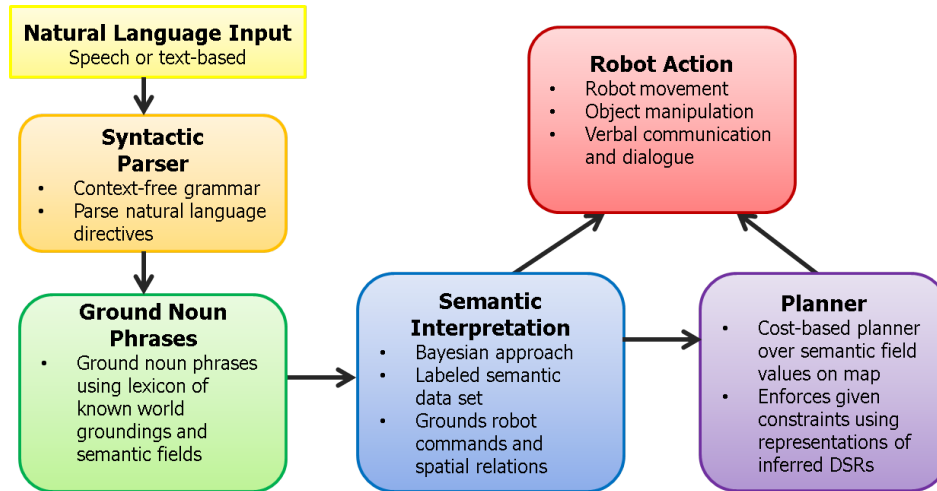 Natural Language Input
Speech or text-based
Syntactic
Parser
• Context-free grammar
• Parse natural language
directives
Ground Noun
Phrases
• Ground noun phrases
using lexicon of
known world
groundings and
semantic fields
Semantic
Interpretation
• Bayesian approach
• Labeled semantic
data set
• Grounds robot
commands and
spatial relations
Robot Action
• Robot movement
• Object manipulation
• Verbal communication
and dialogue
Planner
• Cost-based planner
over semantic field
values on map
• Enforces given
constraints using
representations of
inferred DSRs